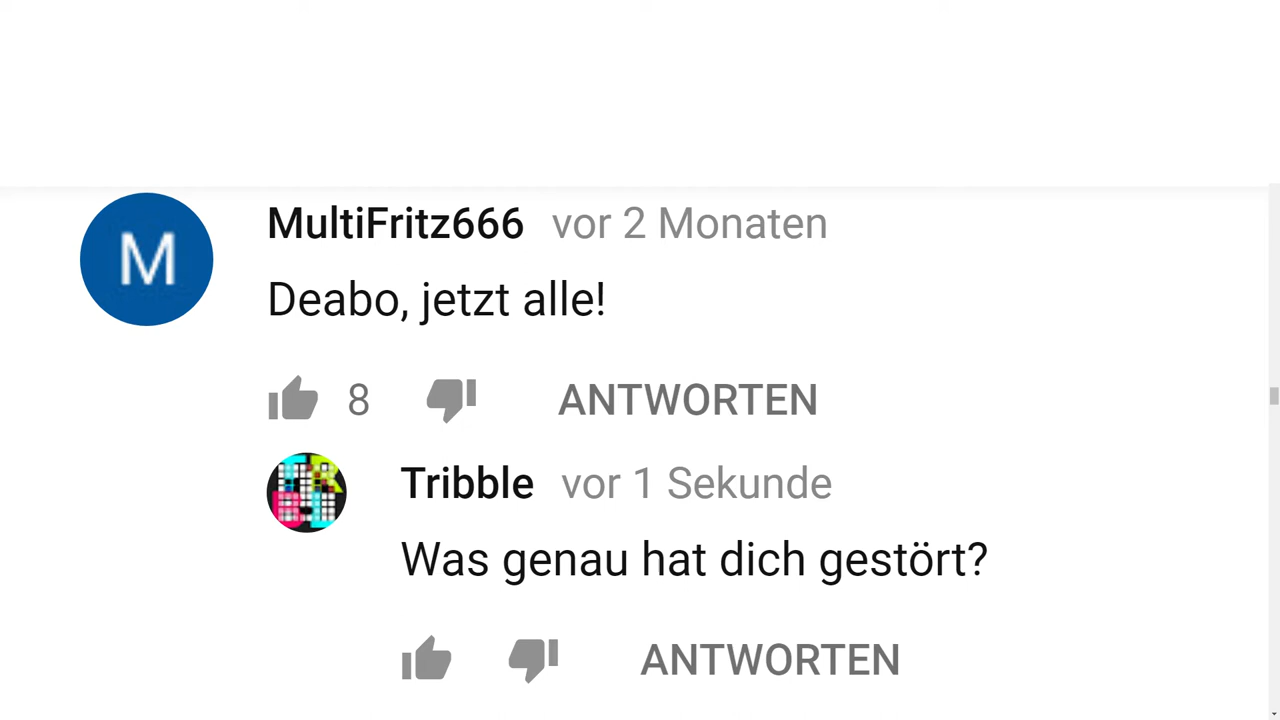 M
MultiFritz666 vor 2 Monaten
Deabo, jetzt alle!
8 ANTWORTEN
Tribble vor 1 Sekunde
Was genau hat dich gestört?
ANTWORTEN